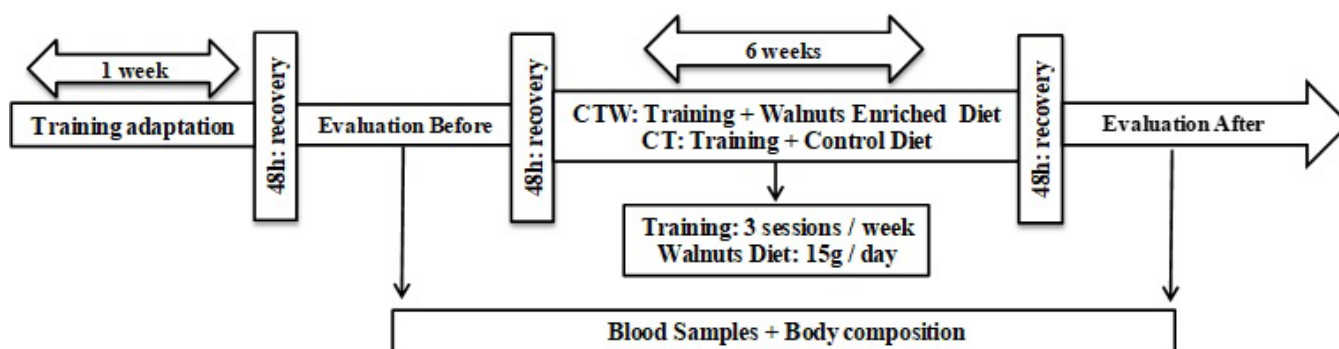 1 week
6 weeks
Training adaptation
48h: recovery
Evaluation Before
48h: recovery
CTW: Training + Walnuts Enriched Diet
CT: Training + Control Diet
48h: recovery
Evaluation After
Training: 3 sessions / week
Walnuts Diet: 15g / day
Blood Samples + Body composition